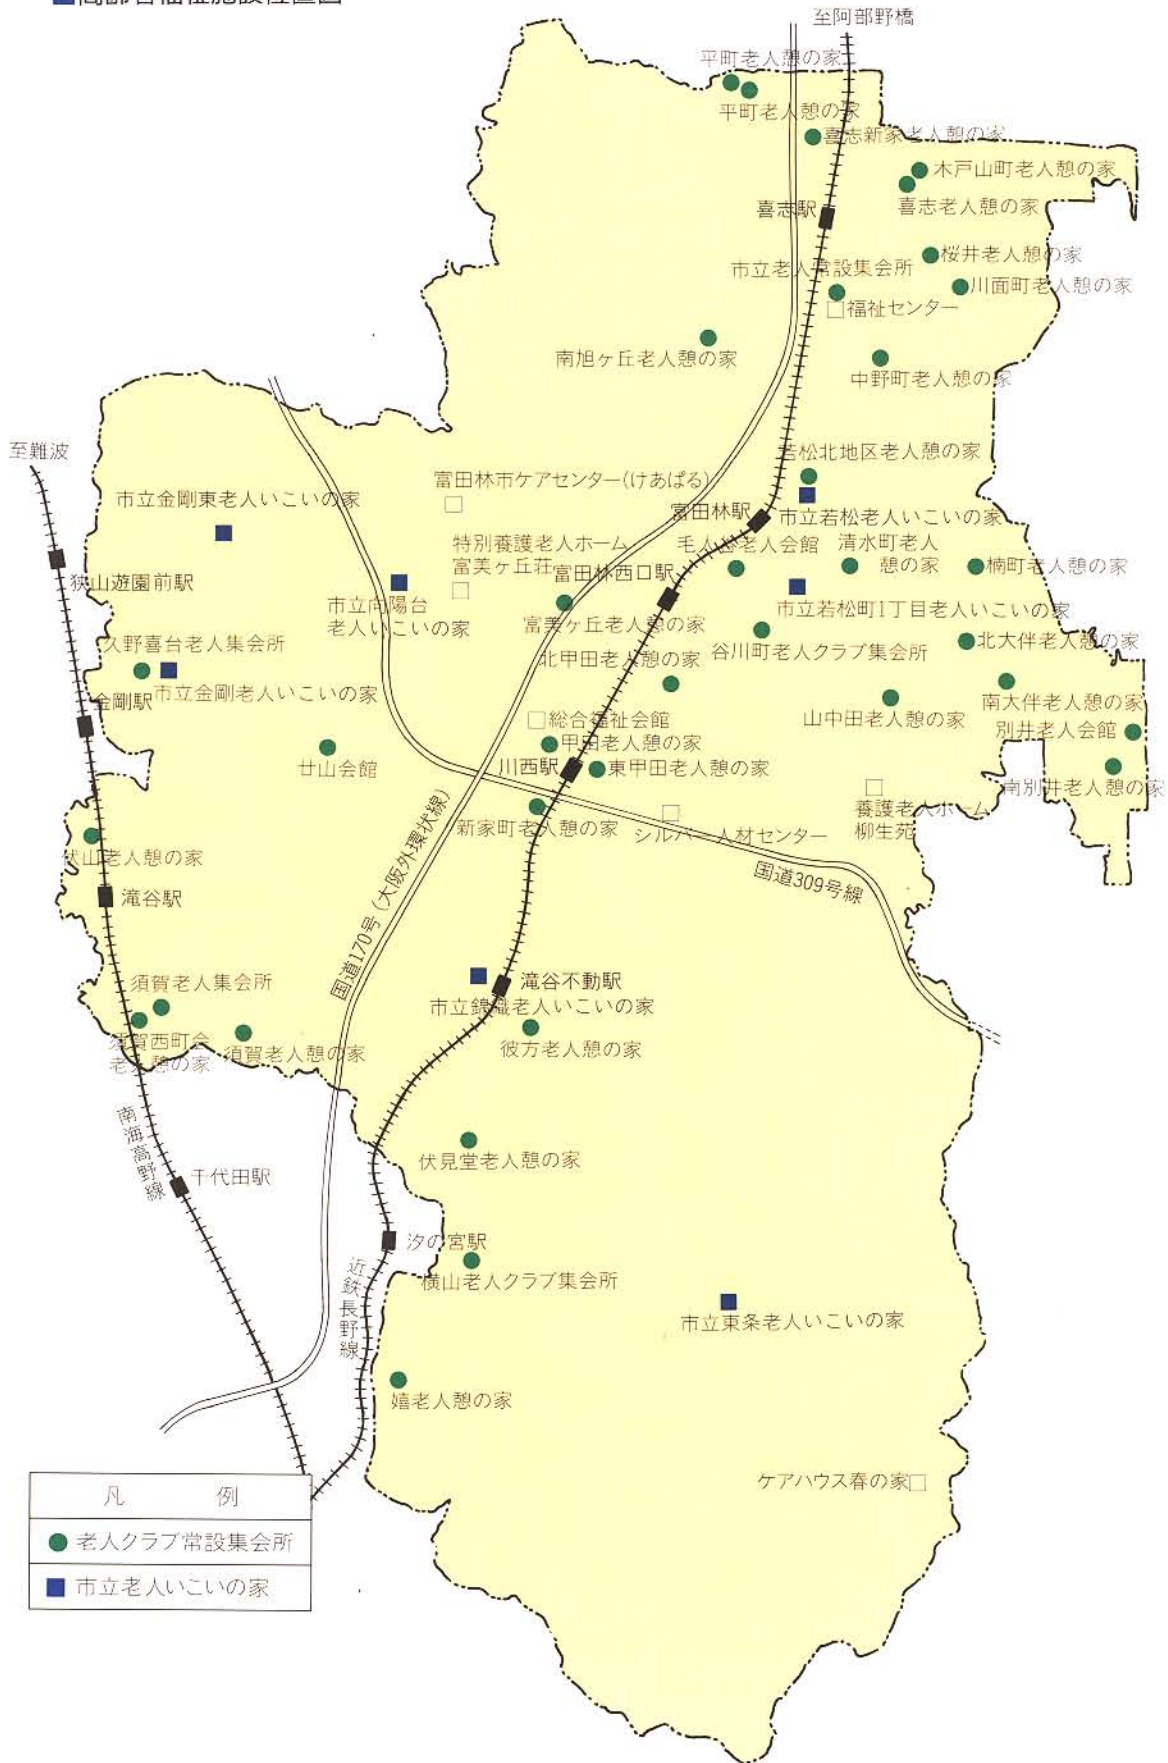 ■高齢者福祉施設位置図
至阿部野橋
平町老人憩の家
平町老人憩の家
喜志新家老人憩の家
木戸山町老人憩の家
喜志老人憩の家
喜志駅
桜井老人憩の家
市立老人常設集会所
川面町老人憩の家
福祉センター
南旭ヶ丘老人憩の家
中野町老人憩の家
至難波
若松北地区老人憩の家
富田林市ケアセンター(けあぱる)
市立金剛東老人いこいの家
富田林駅
市立若松老人いこいの家
特別養護老人ホーム
富美ヶ丘荘
毛人谷老人会館
清水町老人
憩の家
楠町老人憩の家
狭山遊園前駅
富田林西口駅
市立向陽台
老人いこいの家
市立若松町1丁目老人いこいの家
富美ヶ丘老人憩の家
久野喜台老人集会所
北甲田老人憩の家
谷川町老人クラブ集会所
北大伴老人憩の家
市立金剛老人いこいの家
金剛駅
南大伴老人憩の家
総合福祉会館
山中田老人憩の家
別井老人会館
甲田老人憩の家
廿山会館
川西駅
東甲田老人憩の家
南別井老人憩の家
養護老人ホーム
柳生苑
新家町老人憩の家
シルバー人材センター
伏山老人憩の家
国道309号線
国道170号(大阪外環状線)
滝谷駅
須賀老人集会所
滝谷不動駅
市立錦織老人いこいの家
須賀西町会
老人憩の家
須賀老人憩の家
彼方老人憩の家
南海高野線
伏見堂老人憩の家
千代田駅
汐の宮駅
近鉄長野線
横山老人クラブ集会所
市立東条老人いこいの家
嬉老人憩の家
ケアハウス春の家
凡例
老人クラブ常設集会所
市立老人いこいの家